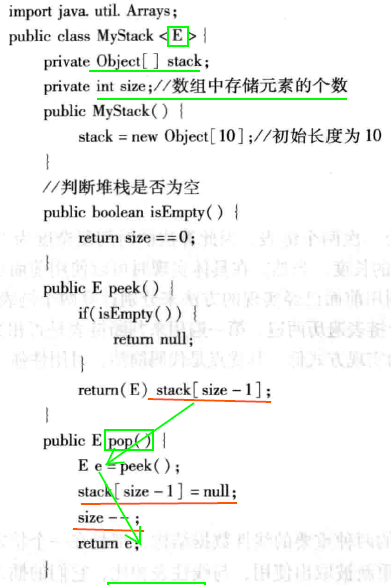 import java. util. Arrays;
public class MyStack <E> {
private Object[ ] stack;
private int size;//数组中存储元素的个数
public MyStack( ) {
stack = new Object[ 10] ;//初始长度为 10
}
//判断堆栈是否为空
public boolean isEmpty( ) {
return size ==0;
}
public E peek( ) {
if( isEmpty( ) ) {
return null;
}
return( E) stack[ size -1] ;
}
public E pop( ) {
E e = peek( ) ;
stack[ size -1] = null;
size -- ;
return e;